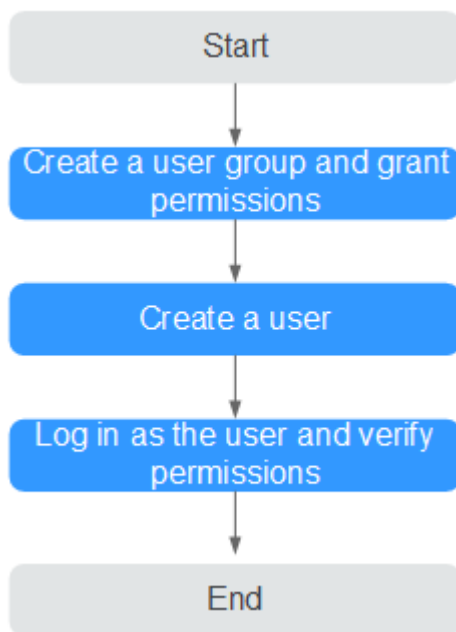 Start
Create a user group and grant
permissions
Create a user
Log in as the user and verify
permissions
End